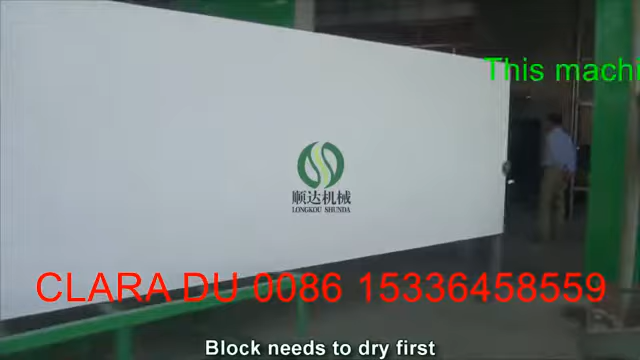 This machi
顺达机械
LONGKOU SHUNDA
CLARA DU 0086 15336458559
Block needs to dry first